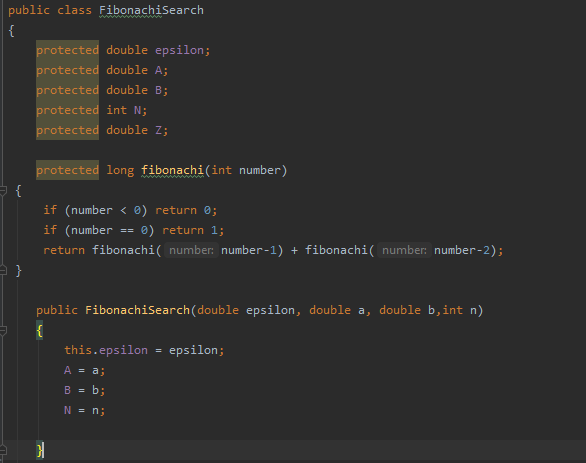 public class FibonachiSearch
{
protected double epsilon;
protected double A;
protected double B;
protected int N;
protected double Z;
protected long fibonachi(int number)
{
if (number < 0) return 0;
if (number == 0) return 1;
return fibonachi( number: number-1) + fibonachi( number: number-2);
}
public FibonachiSearch(double epsilon, double a, double b,int n)
{
this.epsilon = epsilon;
A = a;
B = b;
N = n;
}